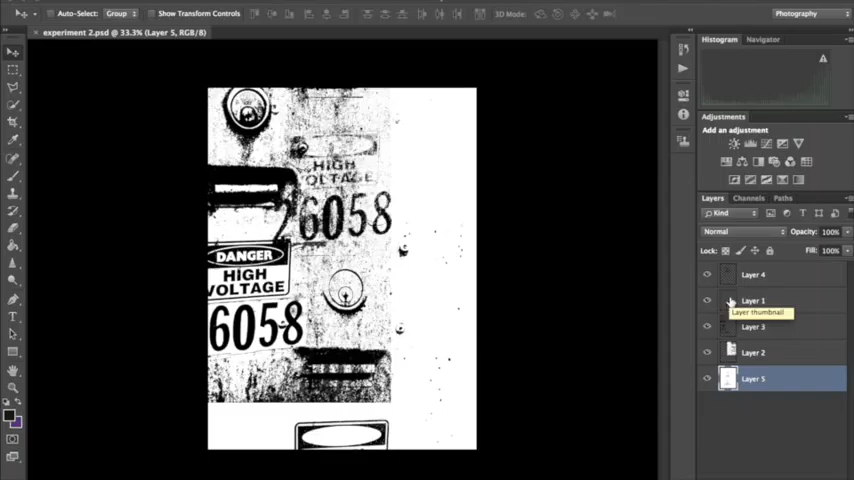 Auto-Select: Group Show Transform Controls 3D Mode: Photography
experiment 2.psd @ 33.3% (Layer 5, RGB/8)
Histogram Navigator
Adjustments
Add an adjustment
Layers Channels Paths
Kind
Normal Opacity: 100%
Lock: Fill: 100%
Layer 4
Layer 1
Layer thumbnail
Layer 3
Layer 2
Layer 5
HIGH
VOLTAGE
6058
DANGER
HIGH
VOLTAGE
6058